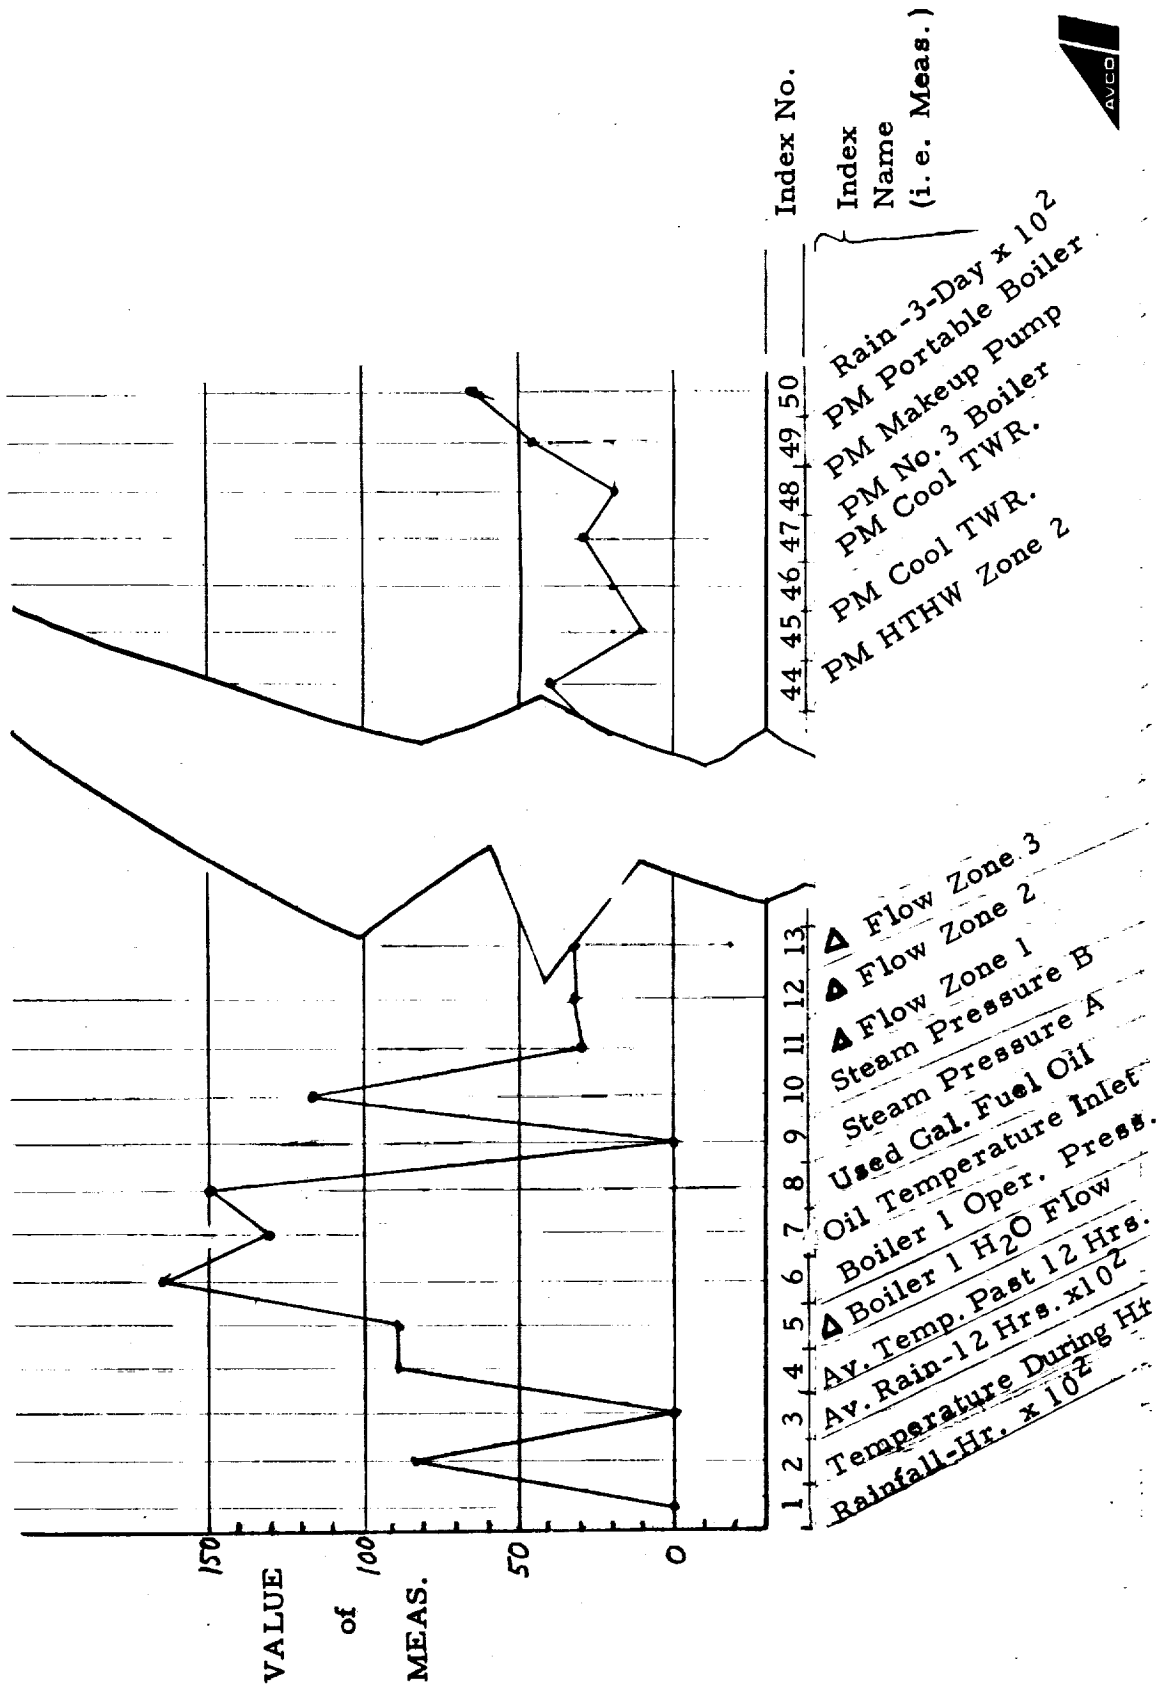 VALUE
of
MEAS.
150
100
50
0
1 2 3 4 5 6 7 8 9 10 11 12 13 44 45 46 47 48 49 50
Index No.
Index
Name
(i. e. Meas.)
Rainfall-Hr. x 10²
Temperature During
Av. Rain-12 Hrs. x10²
Av. Temp. Past 12 Hrs.
Δ Boiler 1 H₂O Flow
Boiler 1 Oper. Press.
Oil Temperature Inlet
Used Gal. Fuel Oil
Steam Pressure A
Steam Pressure B
Δ Flow Zone 1
Δ Flow Zone 2
Δ Flow Zone 3
PM HTHW Zone 2
PM Cool TWR.
PM Cool TWR.
PM No. 3 Boiler
PM Makeup Pump
PM Portable Boiler
Rain -3-Day x 10²
AVCO